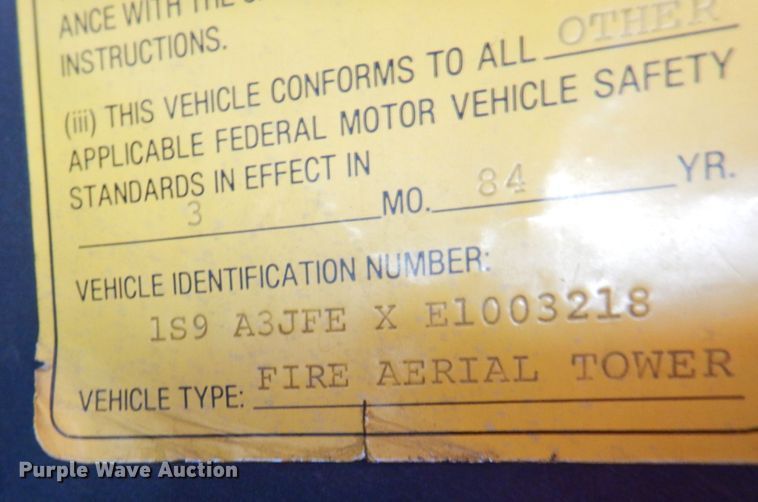 ANCE WITH THE
INSTRUCTIONS.
(iii) THIS VEHICLE CONFORMS TO ALL OTHER
APPLICABLE FEDERAL MOTOR VEHICLE SAFETY
STANDARDS IN EFFECT IN
3 MO. 84 YR.
VEHICLE IDENTIFICATION NUMBER:
1S9 A3JFE X E1003218
VEHICLE TYPE: FIRE AERIAL TOWER
Purple Wave Auction